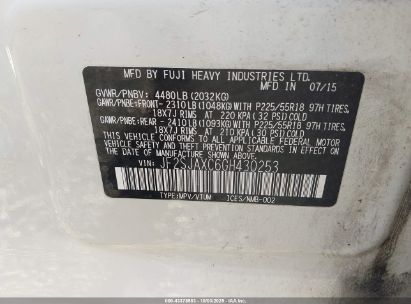 MFD BY FUJI HEAVY INDUSTRIES LTD. 07/15
GVWR/PNBV: 4480LB (2032KG)
GAWR/PNBE:FRONT- 2310LB(1048KG)WITH P225/55R18 97H TIRES,
18X7J RIMS AT 220 KPA (32 PSI)COLD
GAWR/PNBE:REAR - 2410LB(1093KG)WITH P225/55R18 97H TIRES,
18X7J RIMS AT 210 KPA (30 PSI)COLD
THIS VEHICLE CONFORMS TO ALL APPLICABLE FEDERAL MOTOR
VEHICLE SAFETY, BUMPER, AND THEFT PREVENTION STANDARDS
IN EFFECT ON THE DATE OF MANUFACTURE SHOWN ABOVE.
VIN: JF2SJAXC6GH430253
TYPE:MPV/VTUM ICES/NMB-002